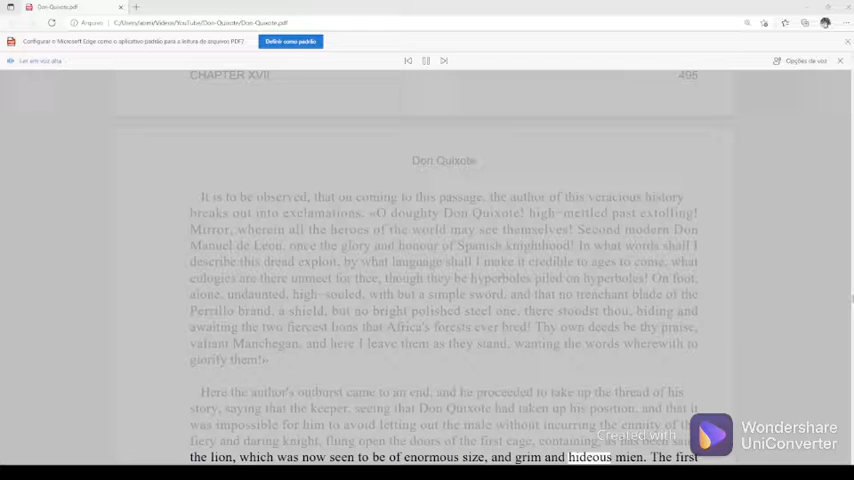 Don-Quixote.pdf
Arquivo C:/Users/
/Videos/YouTube/Don-Quixote/Don-Quixote.pdf
Configurar o Microsoft Edge como o aplicativo padrão para a leitura de arquivos PDF?
Definir como padrão
Ler em voz alta
Opções de voz
CHAPTER XVII
495
Don Quixote
It is to be observed, that on coming to this passage, the author of this veracious history
breaks out into exclamations. «O doughty Don Quixote! high-mettled past extolling!
Mirror, wherein all the heroes of the world may see themselves! Second modern Don
Manuel de Leon, once the glory and honour of Spanish knighthood! In what words shall I
describe this dread exploit, by what language shall I make it credible to ages to come, what
eulogies are there unmeet for thee, though they be hyperboles piled on hyperboles! On foot,
alone, undaunted, high-souled, with but a simple sword, and that no trenchant blade of the
Perrillo brand, a shield, but no bright polished steel one, there stoodst thou, biding and
awaiting the two fiercest lions that Africa's forests ever bred! Thy own deeds be thy praise,
valiant Manchegan, and here I leave them as they stand, wanting the words wherewith to
glorify them!»
Here the author's outburst came to an end, and he proceeded to take up the thread of his
story, saying that the keeper, seeing that Don Quixote had taken up his position, and that it
was impossible for him to avoid letting out the male without incurring the enmity of the
fiery and daring knight, flung open the doors of the first cage, containing, as has been said,
the lion, which was now seen to be of enormous size, and grim and hideous mien. The first
Created with
Wondershare
UniConverter